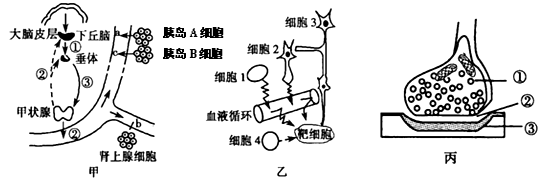 大脑皮层
下丘脑
①
垂体
②
③
甲状腺
②
甲
a
胰岛A细胞
c
胰岛B细胞
b
肾上腺细胞
细胞3
细胞2
细胞1
血液循环
细胞4
靶细胞
乙
①
②
③
丙